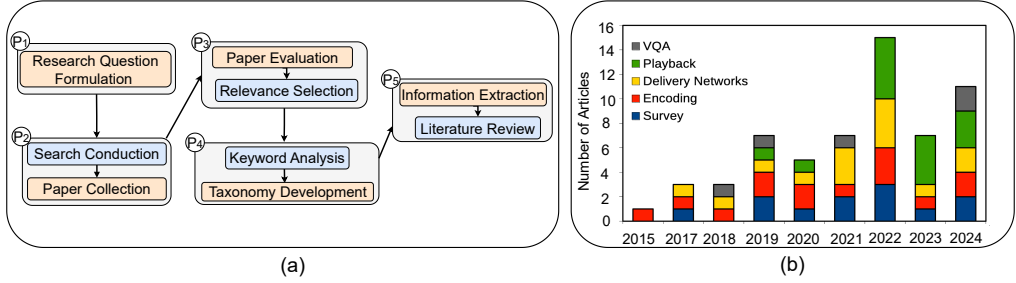 P1
Research Question
Formulation
P2
Search Conduction
Paper Collection
P3
Paper Evaluation
Relevance Selection
P4
Keyword Analysis
Taxonomy Development
P5
Information Extraction
Literature Review
(a)
Number of Articles
16
14
12
10
8
6
4
2
0
VQA
Playback
Delivery Networks
Encoding
Survey
2015 2017 2018 2019 2020 2021 2022 2023 2024
(b)